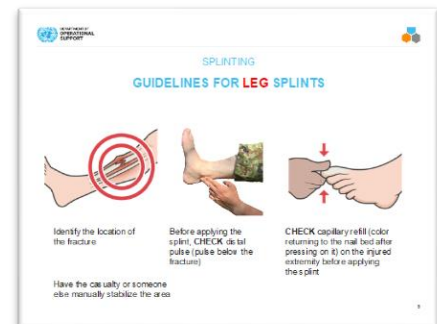 DEPARTMENT OF
OPERATIONAL
SUPPORT
SPLINTING
GUIDELINES FOR LEG SPLINTS
Identify the location of
the fracture
Have the casualty or someone
else manually stabilize the area
Before applying the
splint, CHECK distal
pulse (pulse below the
fracture)
CHECK capillary refill (color
returning to the nail bed after
pressing on it) on the injured
extremity before applying
the splint